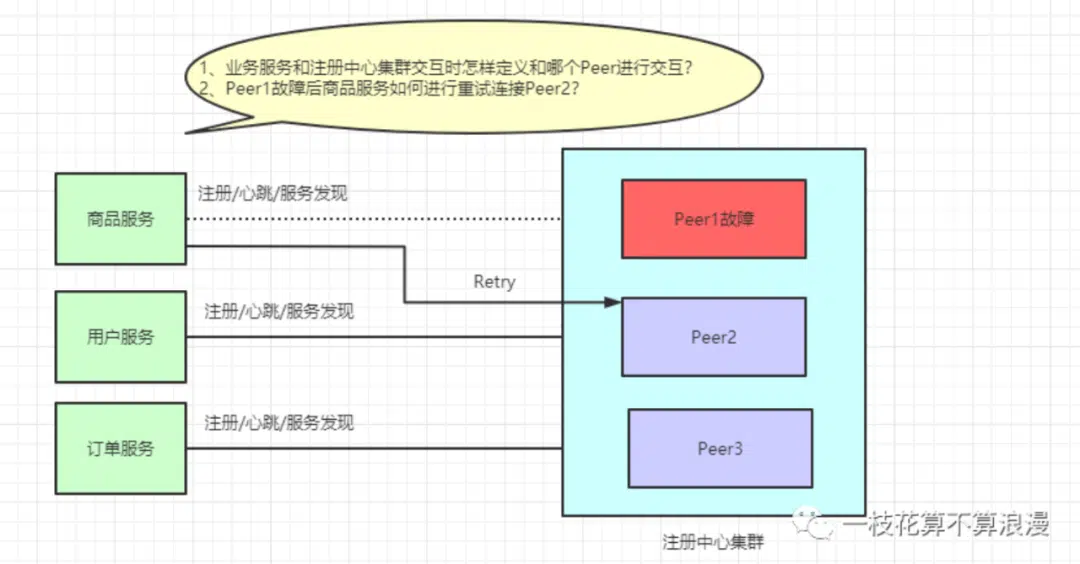 1、业务服务和注册中心集群交互时怎样定义和哪个Peer进行交互?
2、Peer1故障后商品服务如何进行重试连接Peer2?
注册/心跳/服务发现
商品服务
Peer1故障
Retry
注册/心跳/服务发现
用户服务
Peer2
注册/心跳/服务发现
订单服务
Peer3
一枝花算不算浪漫
注册中心集群